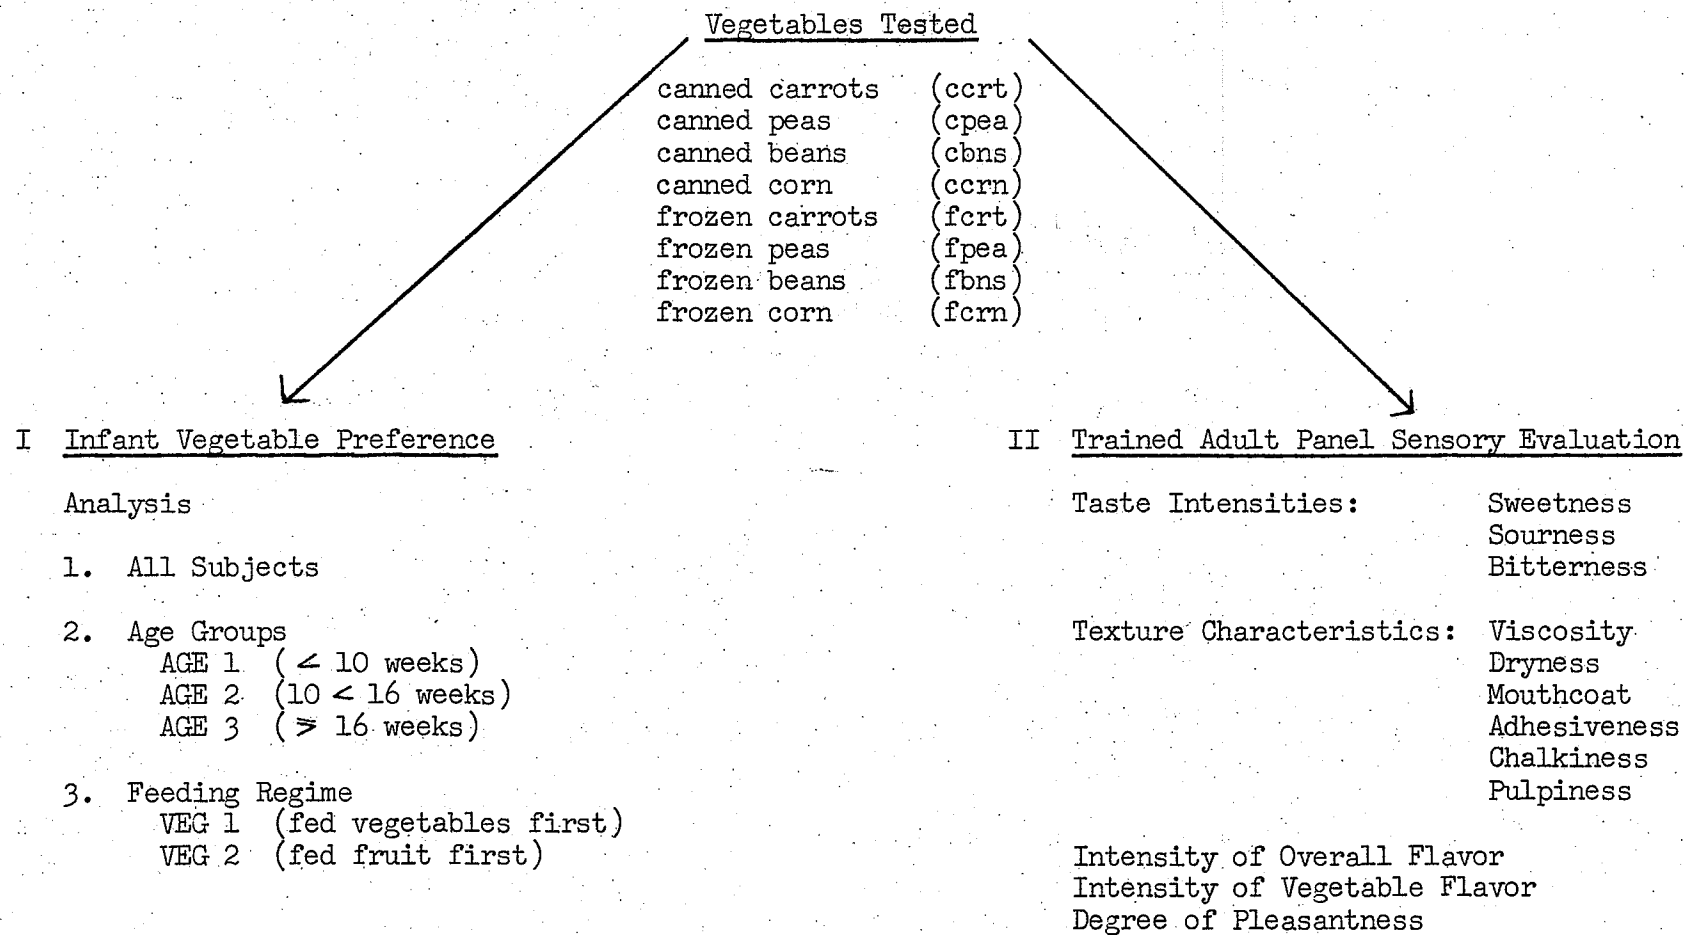 Vegetables Tested
canned carrots (ccrt)
canned peas (cpea)
canned beans (cbns)
canned corn (ccrn)
frozen carrots (fcrt)
frozen peas (fpea)
frozen beans (fbns)
frozen corn (fcrn)
I Infant Vegetable Preference
Analysis
1. All Subjects
2. Age Groups
AGE 1 ( < 10 weeks)
AGE 2 (10 < 16 weeks)
AGE 3 ( ⩾ 16 weeks)
3. Feeding Regime
VEG 1 (fed vegetables first)
VEG 2 (fed fruit first)
II Trained Adult Panel Sensory Evaluation
Taste Intensities: Sweetness
Sourness
Bitterness
Texture Characteristics: Viscosity
Dryness
Mouthcoat
Adhesiveness
Chalkiness
Pulpiness
Intensity of Overall Flavor
Intensity of Vegetable Flavor
Degree of Pleasantness